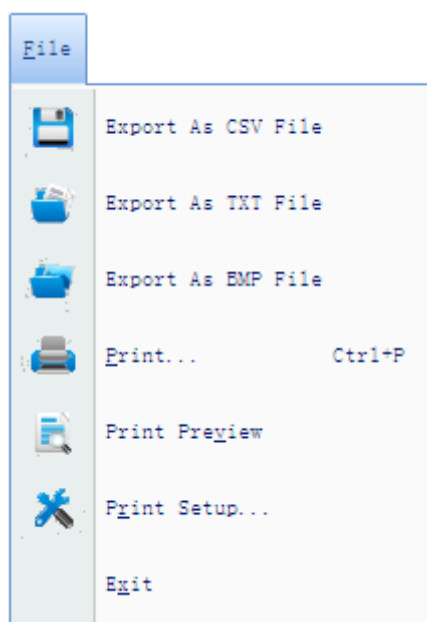 File
Export As CSV File
Export As TXT File
Export As BMP File
Print... Ctrl+P
Print Preview
Print Setup...
Exit